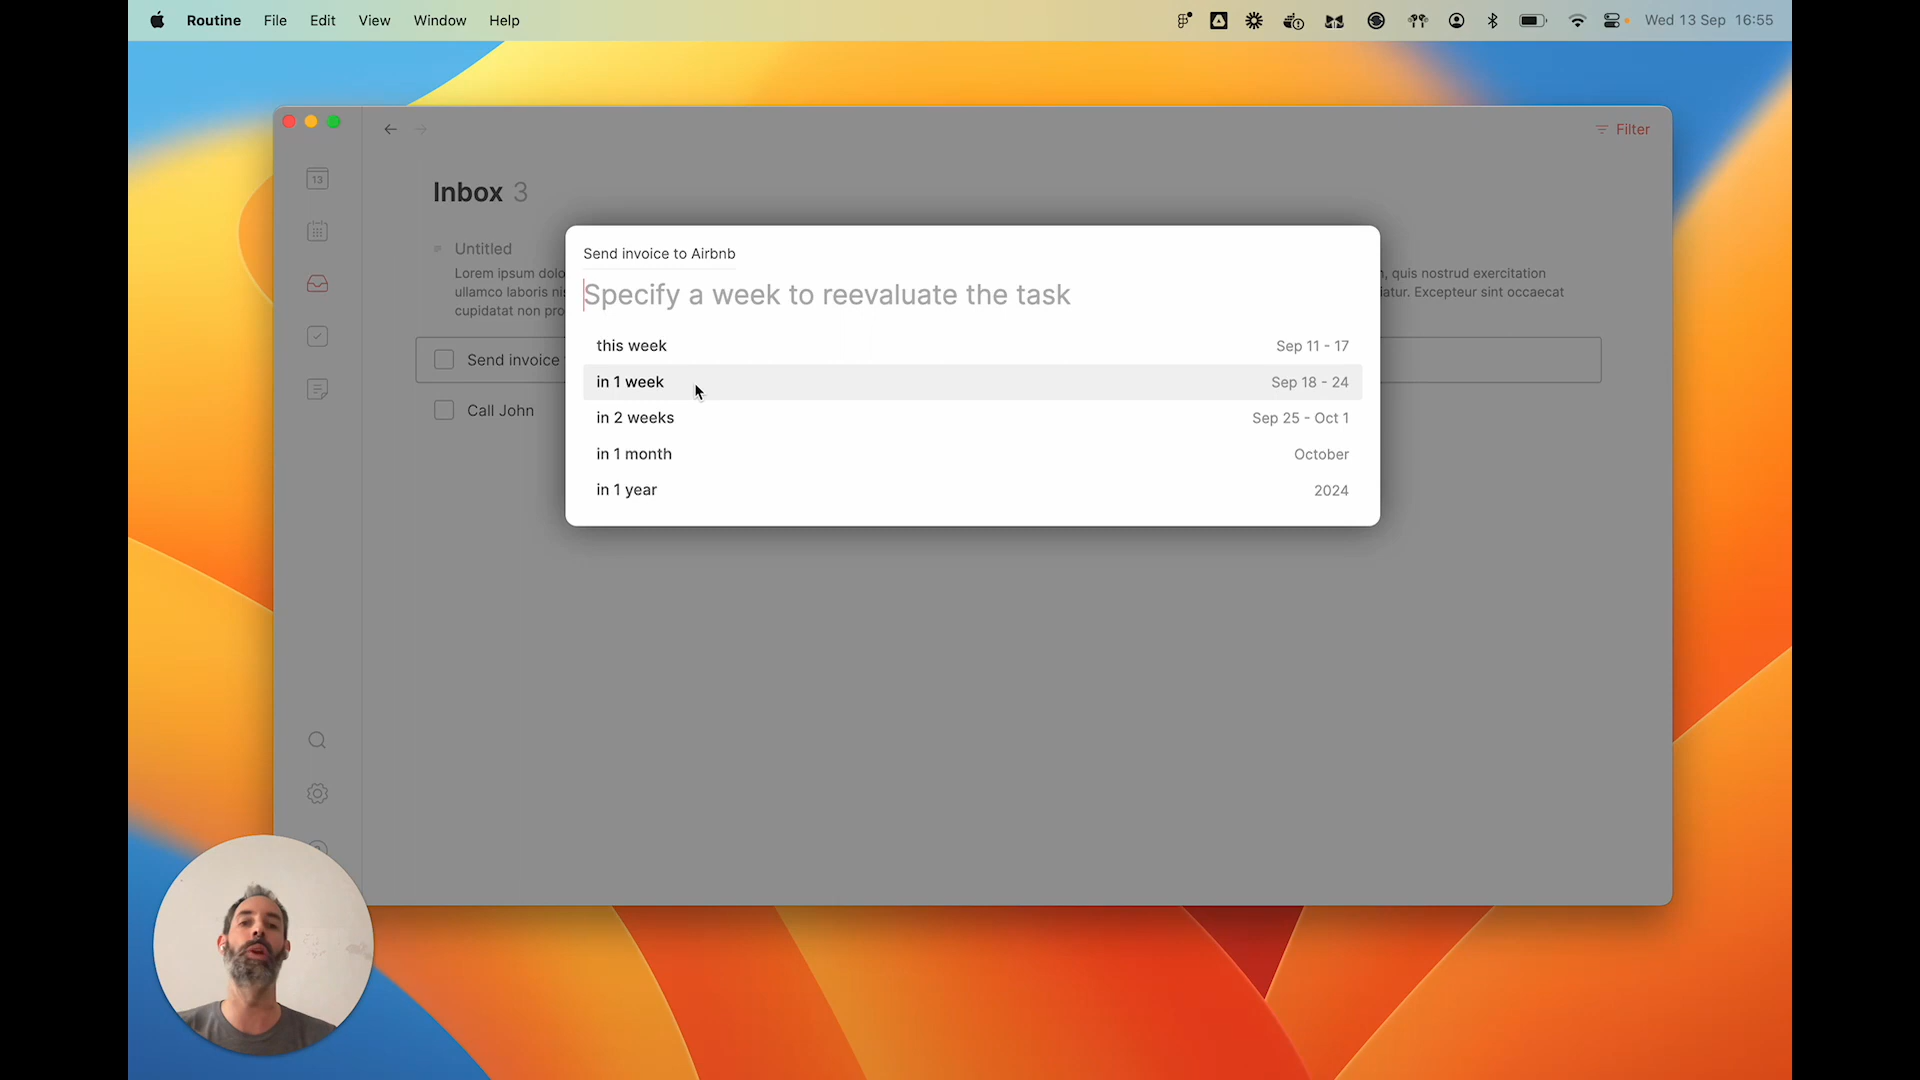 Routine File Edit View Window Help Wed 13 Sep 16:55
Filter
13
Inbox 3
Untitled
Send invoice to Airbnb
Lorem ipsum dolo , quis nostrud exercitation
Specify a week to reevaluate the task
ullamco laboris nis iatur. Excepteur sint occaecat
cupidatat non pro
this week Sep 11 - 17
Send invoice
in 1 week Sep 18 - 24
Call John
in 2 weeks Sep 25 - Oct 1
in 1 month October
in 1 year 2024